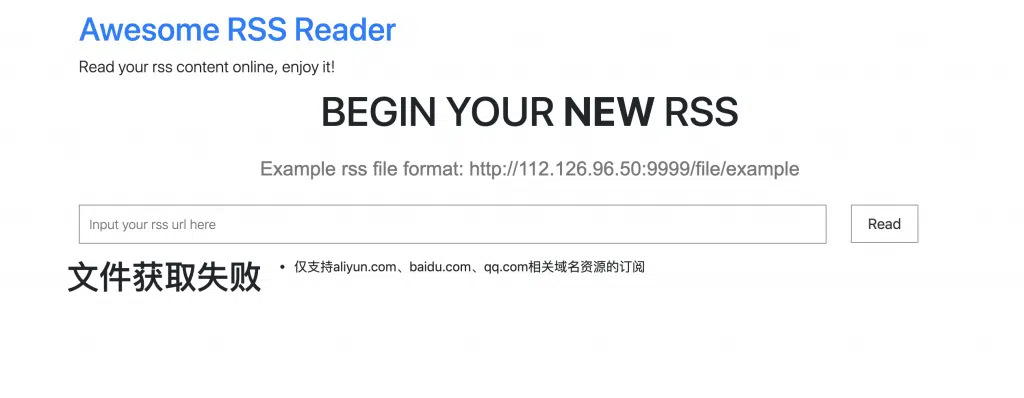 Awesome RSS Reader
Read your rss content online, enjoy it!
BEGIN YOUR NEW RSS
Example rss file format: http://112.126.96.50:9999/file/example
Input your rss url here
Read
文件获取失败
• 仅支持aliyun.com、baidu.com、qq.com相关域名资源的订阅